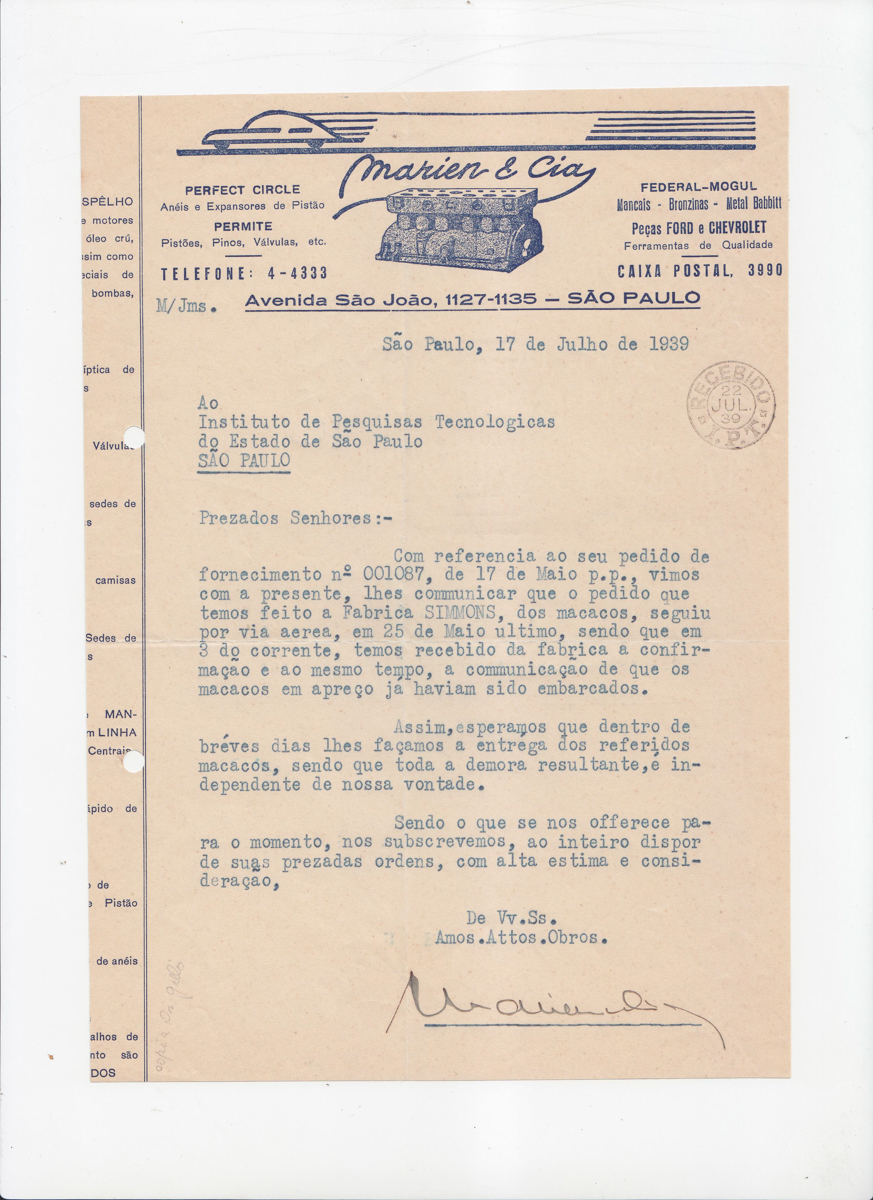 Marien & Cia
PERFECT CIRCLE
Anéis e Expansores de Pistão
PERMITE
Pistões, Pinos, Válvulas, etc.
TELEFONE: 4-4333
FEDERAL-MOGUL
Mancais - Bronzinas - Metal Babbitt
Peças FORD e CHEVROLET
Ferramentas de Qualidade
CAIXA POSTAL, 3990
M/Jms.
Avenida São João, 1127-1135 — SÃO PAULO
São Paulo, 17 de Julho de 1939
RECEBIDO
22
JUL.
39
I.P.T.
Ao
Instituto de Pesquisas Tecnologicas
do Estado de São Paulo
SÃO PAULO
Prezados Senhores:-
Com referencia ao seu pedido de
fornecimento nº 001087, de 17 de Maio p.p., vimos
com a presente, lhes communicar que o pedido que
temos feito a Fabrica SIMMONS, dos macacos, seguiu
por via aerea, em 25 de Maio ultimo, sendo que em
3 do corrente, temos recebido da fabrica a confir-
mação e ao mesmo tempo, a communicação de que os
macacos em apreço já haviam sido embarcados.
Assim,esperamos que dentro de
bréves dias lhes façamos a entréga dos referidos
macacos, sendo que toda a demora resultante,é in-
dependente de nossa vontade.
Sendo o que se nos offerece pa-
ra o momento, nos subscrevemos, ao inteiro dispor
de suas prezadas ordens, com alta estima e consi-
deração,
De Vv.Ss.
Amos.Attos.Obros.
SPÊLHO
e motores
óleo crú,
sim como
eciais de
bombas,
íptica de
s
Válvulas
sedes de
s
camisas
Sedes de
s
MAN-
m LINHA
Centrais
ápido de
o de
e Pistão
de anéis
alhos de
nto são
DOS